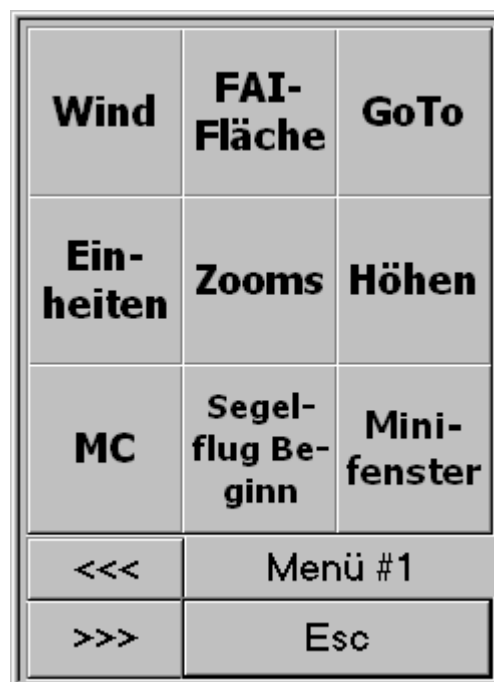 Wind
FAI-
Fläche
GoTo
Ein-
heiten
Zooms
Höhen
MC
Segel-
flug Be-
ginn
Mini-
fenster
<<<
Menü #1
>>>
Esc